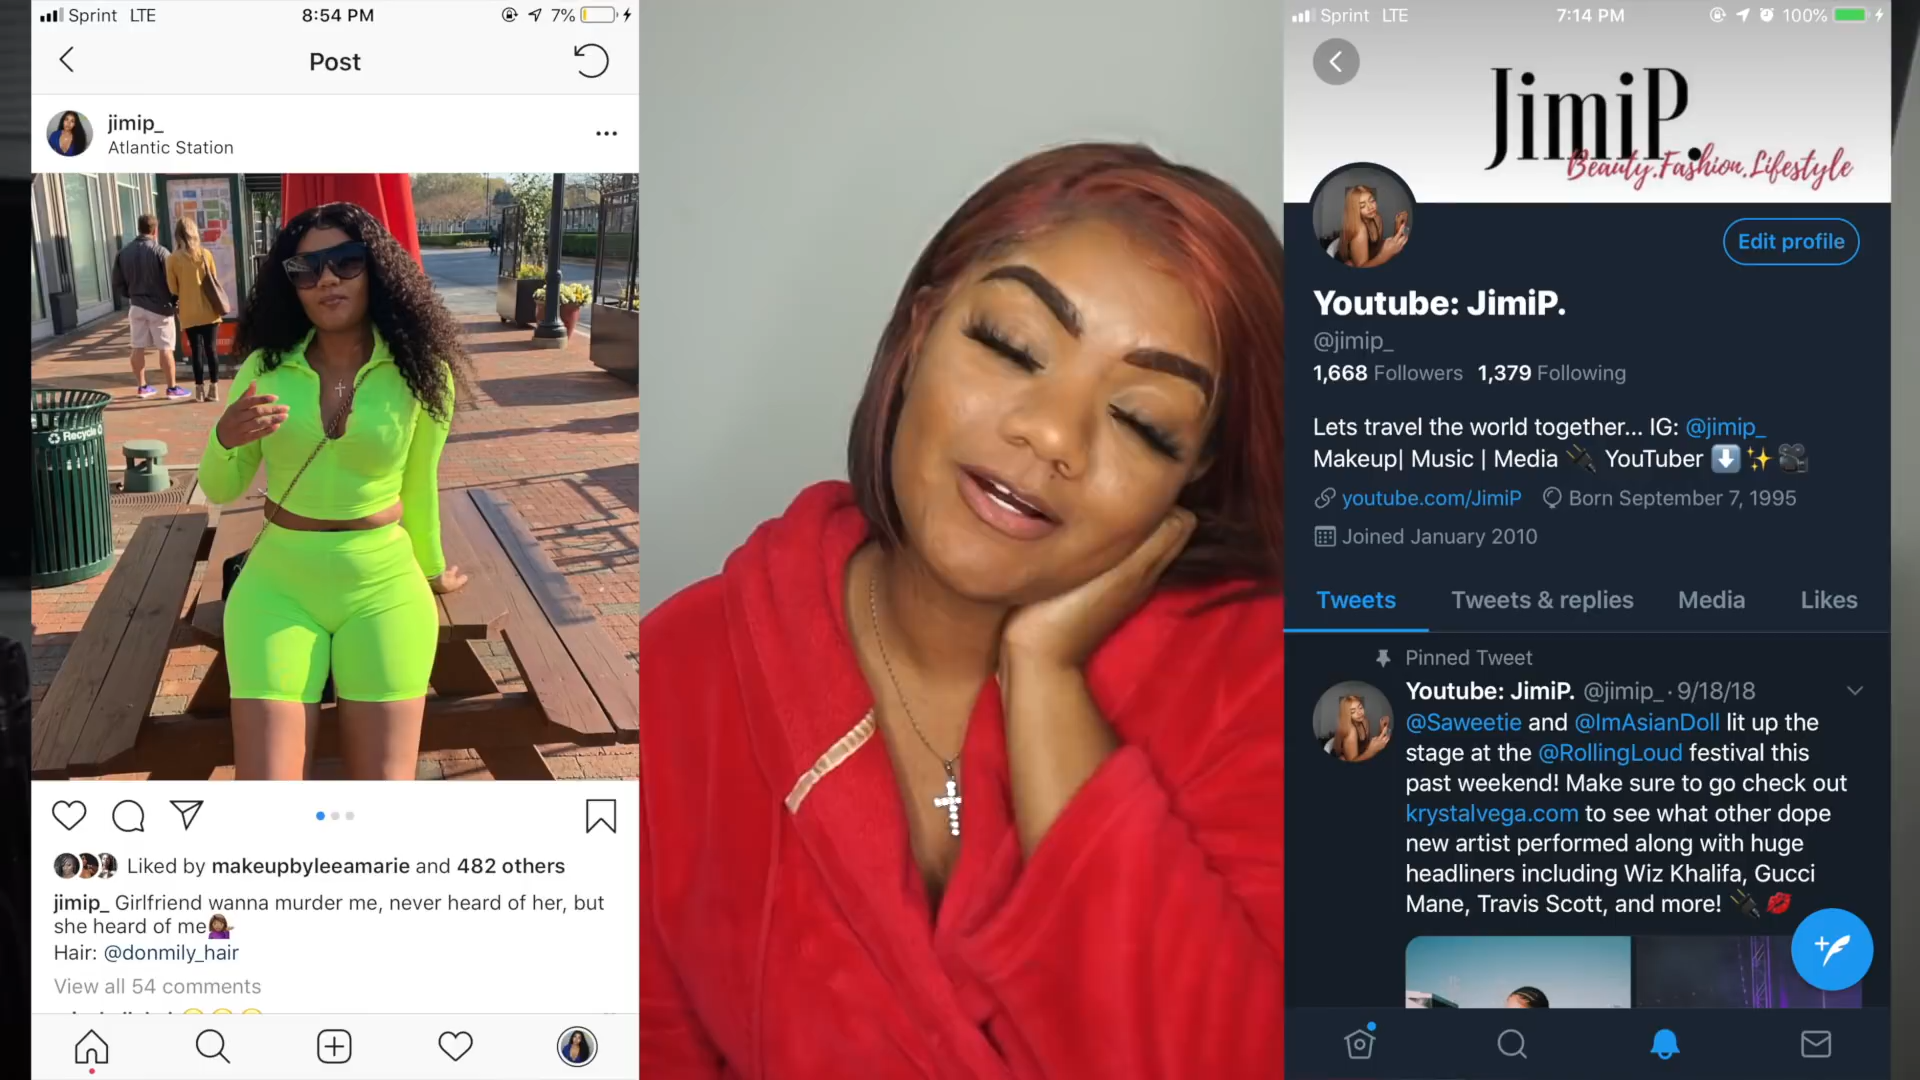 Sprint LTE 8:54 PM 7%
Post
jimip_
Atlantic Station
Recycle
Liked by makeupbyleeamarie and 482 others
jimip_ Girlfriend wanna murder me, never heard of her, but
she heard of me💁🏾‍♀️
Hair: @donmily_hair
View all 54 comments
Sprint LTE 7:14 PM 100%
JimiP.
Beauty.Fashion.Lifestyle
Edit profile
Youtube: JimiP.
@jimip_
1,668 Followers 1,379 Following
Lets travel the world together... IG: @jimip_
Makeup| Music | Media 🔌 YouTuber ⬇️✨🎥
youtube.com/JimiP Born September 7, 1995
Joined January 2010
Tweets Tweets & replies Media Likes
Pinned Tweet
Youtube: JimiP. @jimip_ · 9/18/18
@Saweetie and @ImAsianDoll lit up the
stage at the @RollingLoud festival this
past weekend! Make sure to go check out
krystalvega.com to see what other dope
new artist performed along with huge
headliners including Wiz Khalifa, Gucci
Mane, Travis Scott, and more! 🔌💋